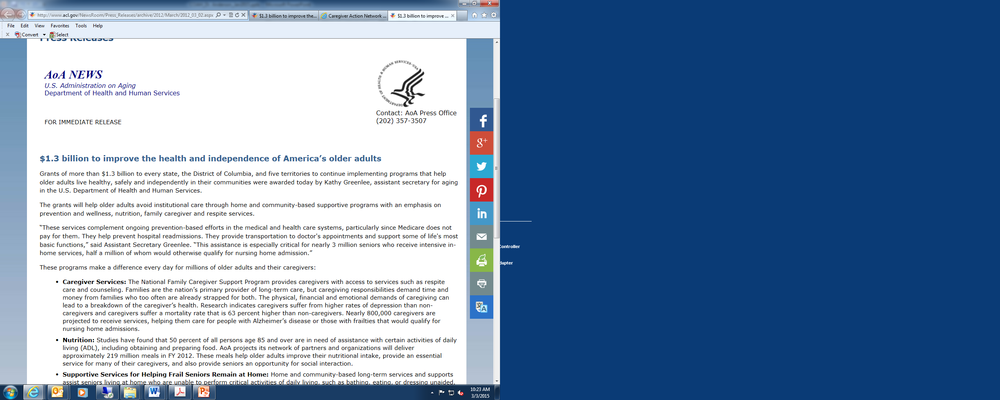 http://www.acl.gov/NewsRoom/Press_Releases/archive/2012/March/2012_03_02.aspx
$1.3 billion to improve the...
Caregiver Action Network ...
$1.3 billion to improve ...
File Edit View Favorites Tools Help
Convert Select
Press Releases
AoA NEWS
U.S. Administration on Aging
Department of Health and Human Services
DEPARTMENT OF HEALTH & HUMAN SERVICES · USA
Contact: AoA Press Office
(202) 357-3507
FOR IMMEDIATE RELEASE
$1.3 billion to improve the health and independence of America’s older adults
Grants of more than $1.3 billion to every state, the District of Columbia, and five territories to continue implementing programs that help
older adults live healthy, safely and independently in their communities were awarded today by Kathy Greenlee, assistant secretary for aging
in the U.S. Department of Health and Human Services.
The grants will help older adults avoid institutional care through home and community-based supportive programs with an emphasis on
prevention and wellness, nutrition, family caregiver and respite services.
“These services complement ongoing prevention-based efforts in the medical and health care systems, particularly since Medicare does not
pay for them. They help prevent hospital readmissions. They provide transportation to doctor's appointments and support some of life's most
basic functions,” said Assistant Secretary Greenlee. “This assistance is especially critical for nearly 3 million seniors who receive intensive in-
home services, half a million of whom would otherwise qualify for nursing home admission.”
These programs make a difference every day for millions of older adults and their caregivers:
• Caregiver Services: The National Family Caregiver Support Program provides caregivers with access to services such as respite
care and counseling. Families are the nation’s primary provider of long-term care, but caregiving responsibilities demand time and
money from families who too often are already strapped for both. The physical, financial and emotional demands of caregiving can
lead to a breakdown of the caregiver’s health. Research indicates caregivers suffer from higher rates of depression than non-
caregivers and caregivers suffer a mortality rate that is 63 percent higher than non-caregivers. Nearly 800,000 caregivers are
projected to receive services, helping them care for people with Alzheimer’s disease or those with frailties that would qualify for
nursing home admissions.
• Nutrition: Studies have found that 50 percent of all persons age 85 and over are in need of assistance with certain activities of daily
living (ADL), including obtaining and preparing food. AoA projects its network of partners and organizations will deliver
approximately 219 million meals in FY 2012. These meals help older adults improve their nutritional intake, provide an essential
service for many of their caregivers, and also provide seniors an opportunity for social interaction.
• Supportive Services for Helping Frail Seniors Remain at Home: Home and community-based long-term services and supports
assist seniors living at home who are unable to perform critical activities of daily living, such as bathing, eating, or dressing unaided.
f
g+
in
A
Controller
dapter
10:23 AM
3/3/2015